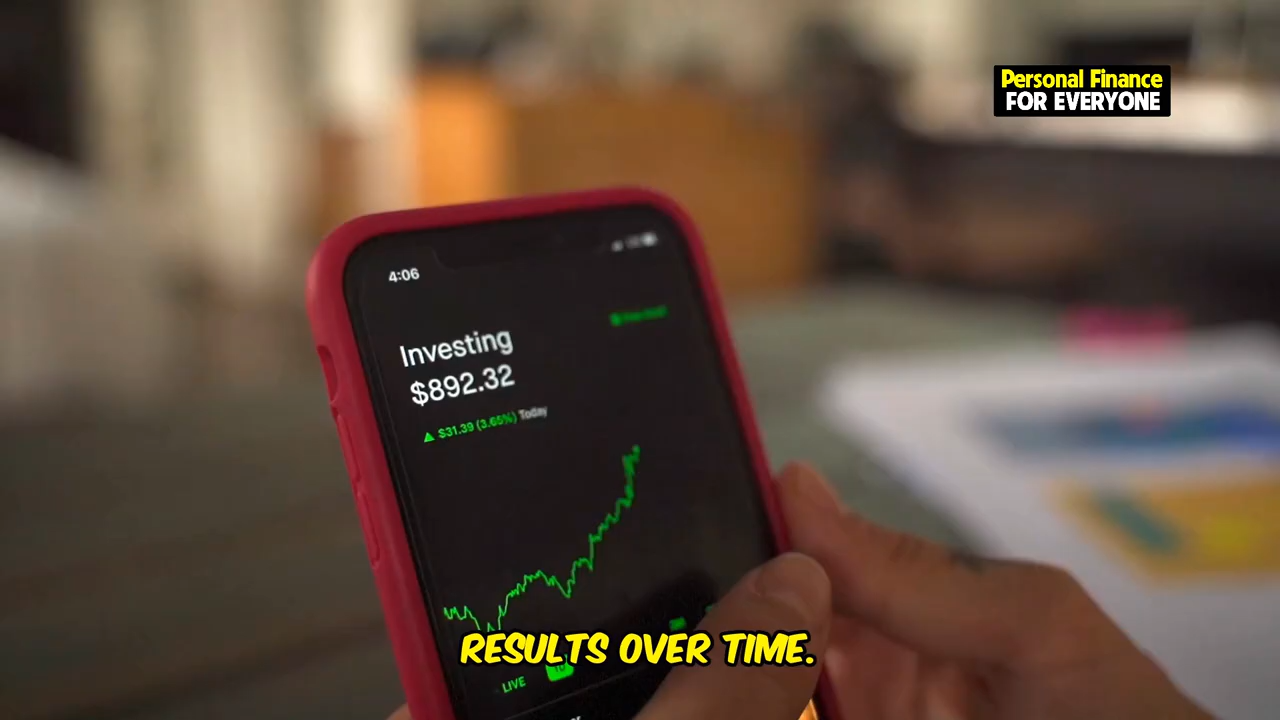 Personal Finance
FOR EVERYONE
4:06
Investing
$892.32
▲ $31.39 (3.65%) Today
RESULTS OVER TIME.
LIVE